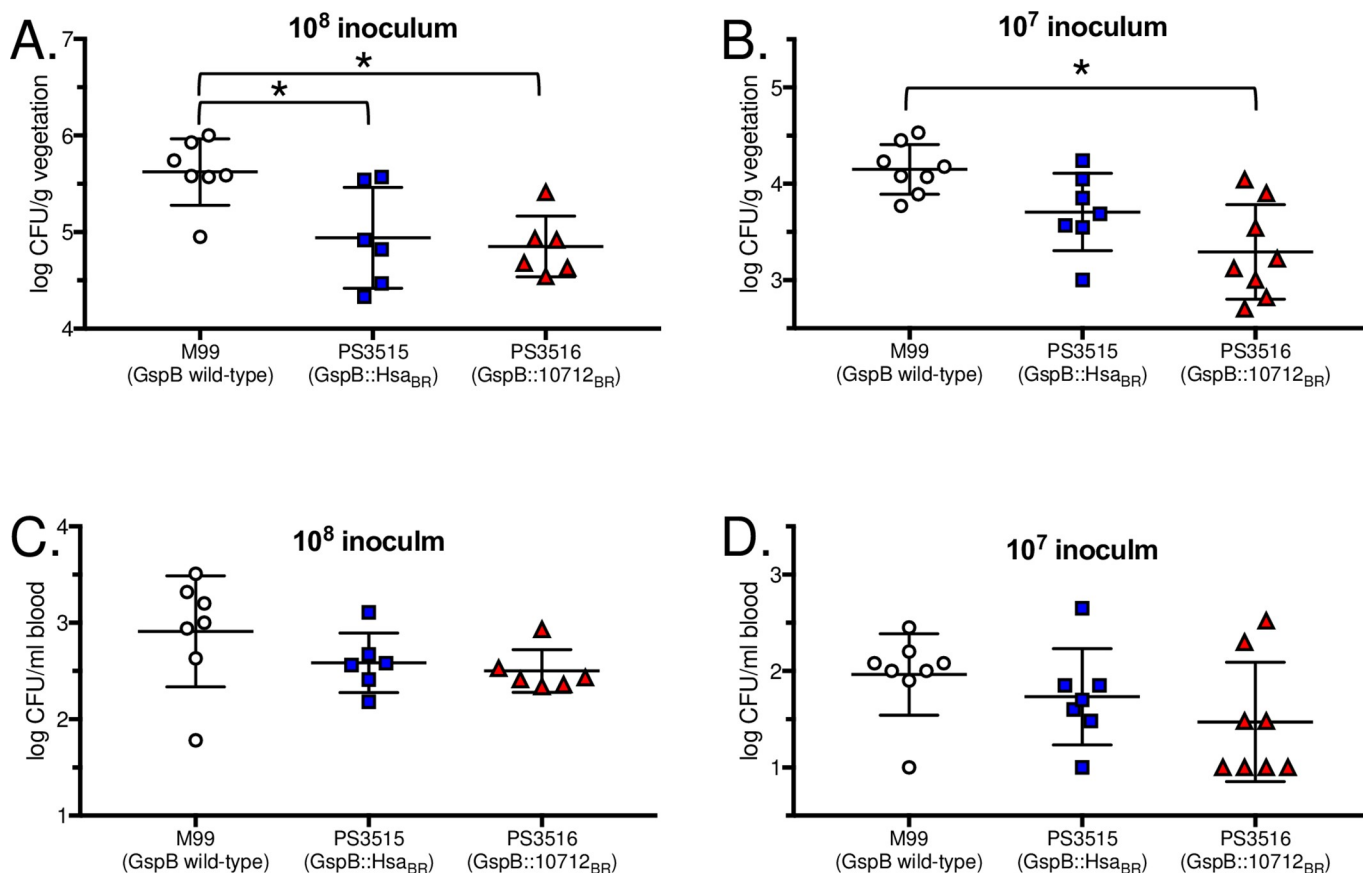 A.
10⁸ inoculum
*
*
log CFU/g vegetation
7
6
5
4
M99
(GspB wild-type)
PS3515
(GspB::Hsa_BR)
PS3516
(GspB::10712_BR)
B.
10⁷ inoculum
*
log CFU/g vegetation
5
4
3
M99
(GspB wild-type)
PS3515
(GspB::Hsa_BR)
PS3516
(GspB::10712_BR)
C.
10⁸ inoculm
log CFU/ml blood
4
3
2
1
M99
(GspB wild-type)
PS3515
(GspB::Hsa_BR)
PS3516
(GspB::10712_BR)
D.
10⁷ inoculm
log CFU/ml blood
3
2
1
M99
(GspB wild-type)
PS3515
(GspB::Hsa_BR)
PS3516
(GspB::10712_BR)